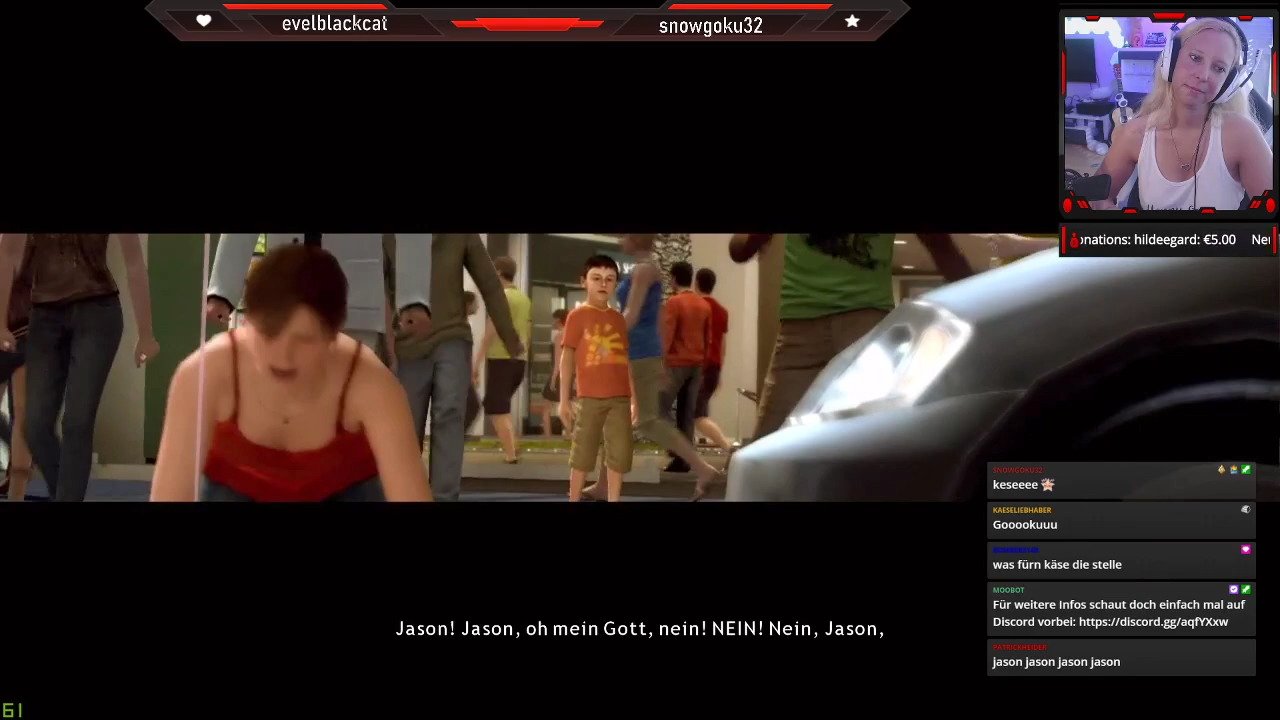 evelblackcat
snowgoku32
onations: hildeegard: €5.00
SNOWGOKU32
keseeee
KAESELIEBHABER
Gooookuuu
was fürn käse die stelle
MOOBOT
Für weitere Infos schaut doch einfach mal auf
Discord vorbei: https://discord.gg/aqfYXxw
PATRICKHEIDER
jason jason jason jason
Jason! Jason, oh mein Gott, nein! NEIN! Nein, Jason,
61